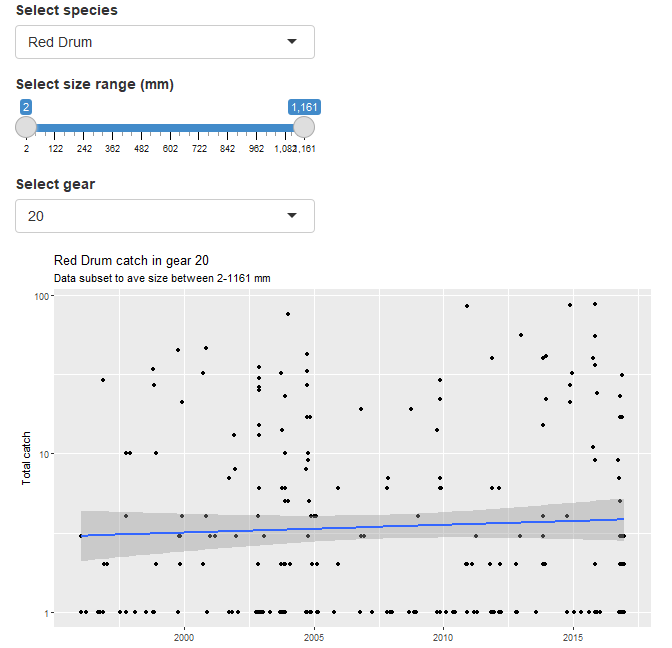 Select species
Red Drum
Select size range (mm)
2 1,161
2 122 242 362 482 602 722 842 962 1,082 1,161
Select gear
20
Red Drum catch in gear 20
Data subset to ave size between 2-1161 mm
100
10
1
Total catch
2000 2005 2010 2015